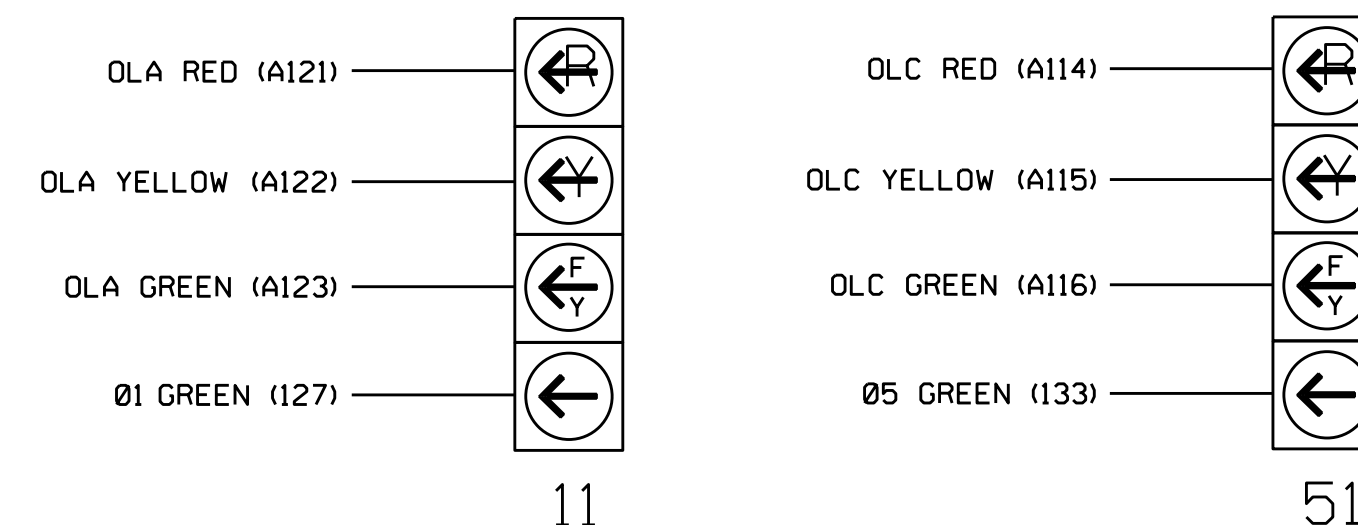 OLA RED (A121)
R
OLA YELLOW (A122)
Y
OLA GREEN (A123)
F
Y
Ø1 GREEN (127)
11
OLC RED (A114)
R
OLC YELLOW (A115)
Y
OLC GREEN (A116)
F
Y
Ø5 GREEN (133)
51